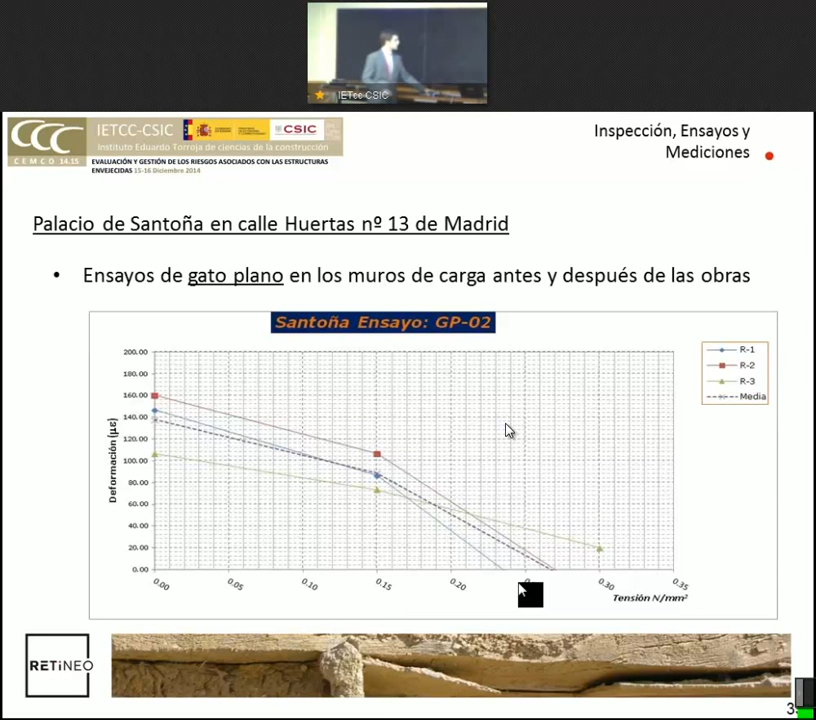 IETcc CSIC
CCC
CEMCO 14.15
IETCC-CSIC
CSIC
Instituto Eduardo Torroja de ciencias de la construcción
EVALUACIÓN Y GESTIÓN DE LOS RIESGOS ASOCIADOS CON LAS ESTRUCTURAS
ENVEJECIDAS 15-16 Diciembre 2014
Inspección, Ensayos y
Mediciones
Palacio de Santoña en calle Huertas nº 13 de Madrid
• Ensayos de gato plano en los muros de carga antes y después de las obras
Santoña Ensayo: GP-02
R-1
R-2
R-3
Media
Deformación (µε)
200.00
180.00
160.00
140.00
120.00
100.00
80.00
60.00
40.00
20.00
0.00
0.00 0.05 0.10 0.15 0.20 0.30 0.35
Tensión N/mm²
RETINEO